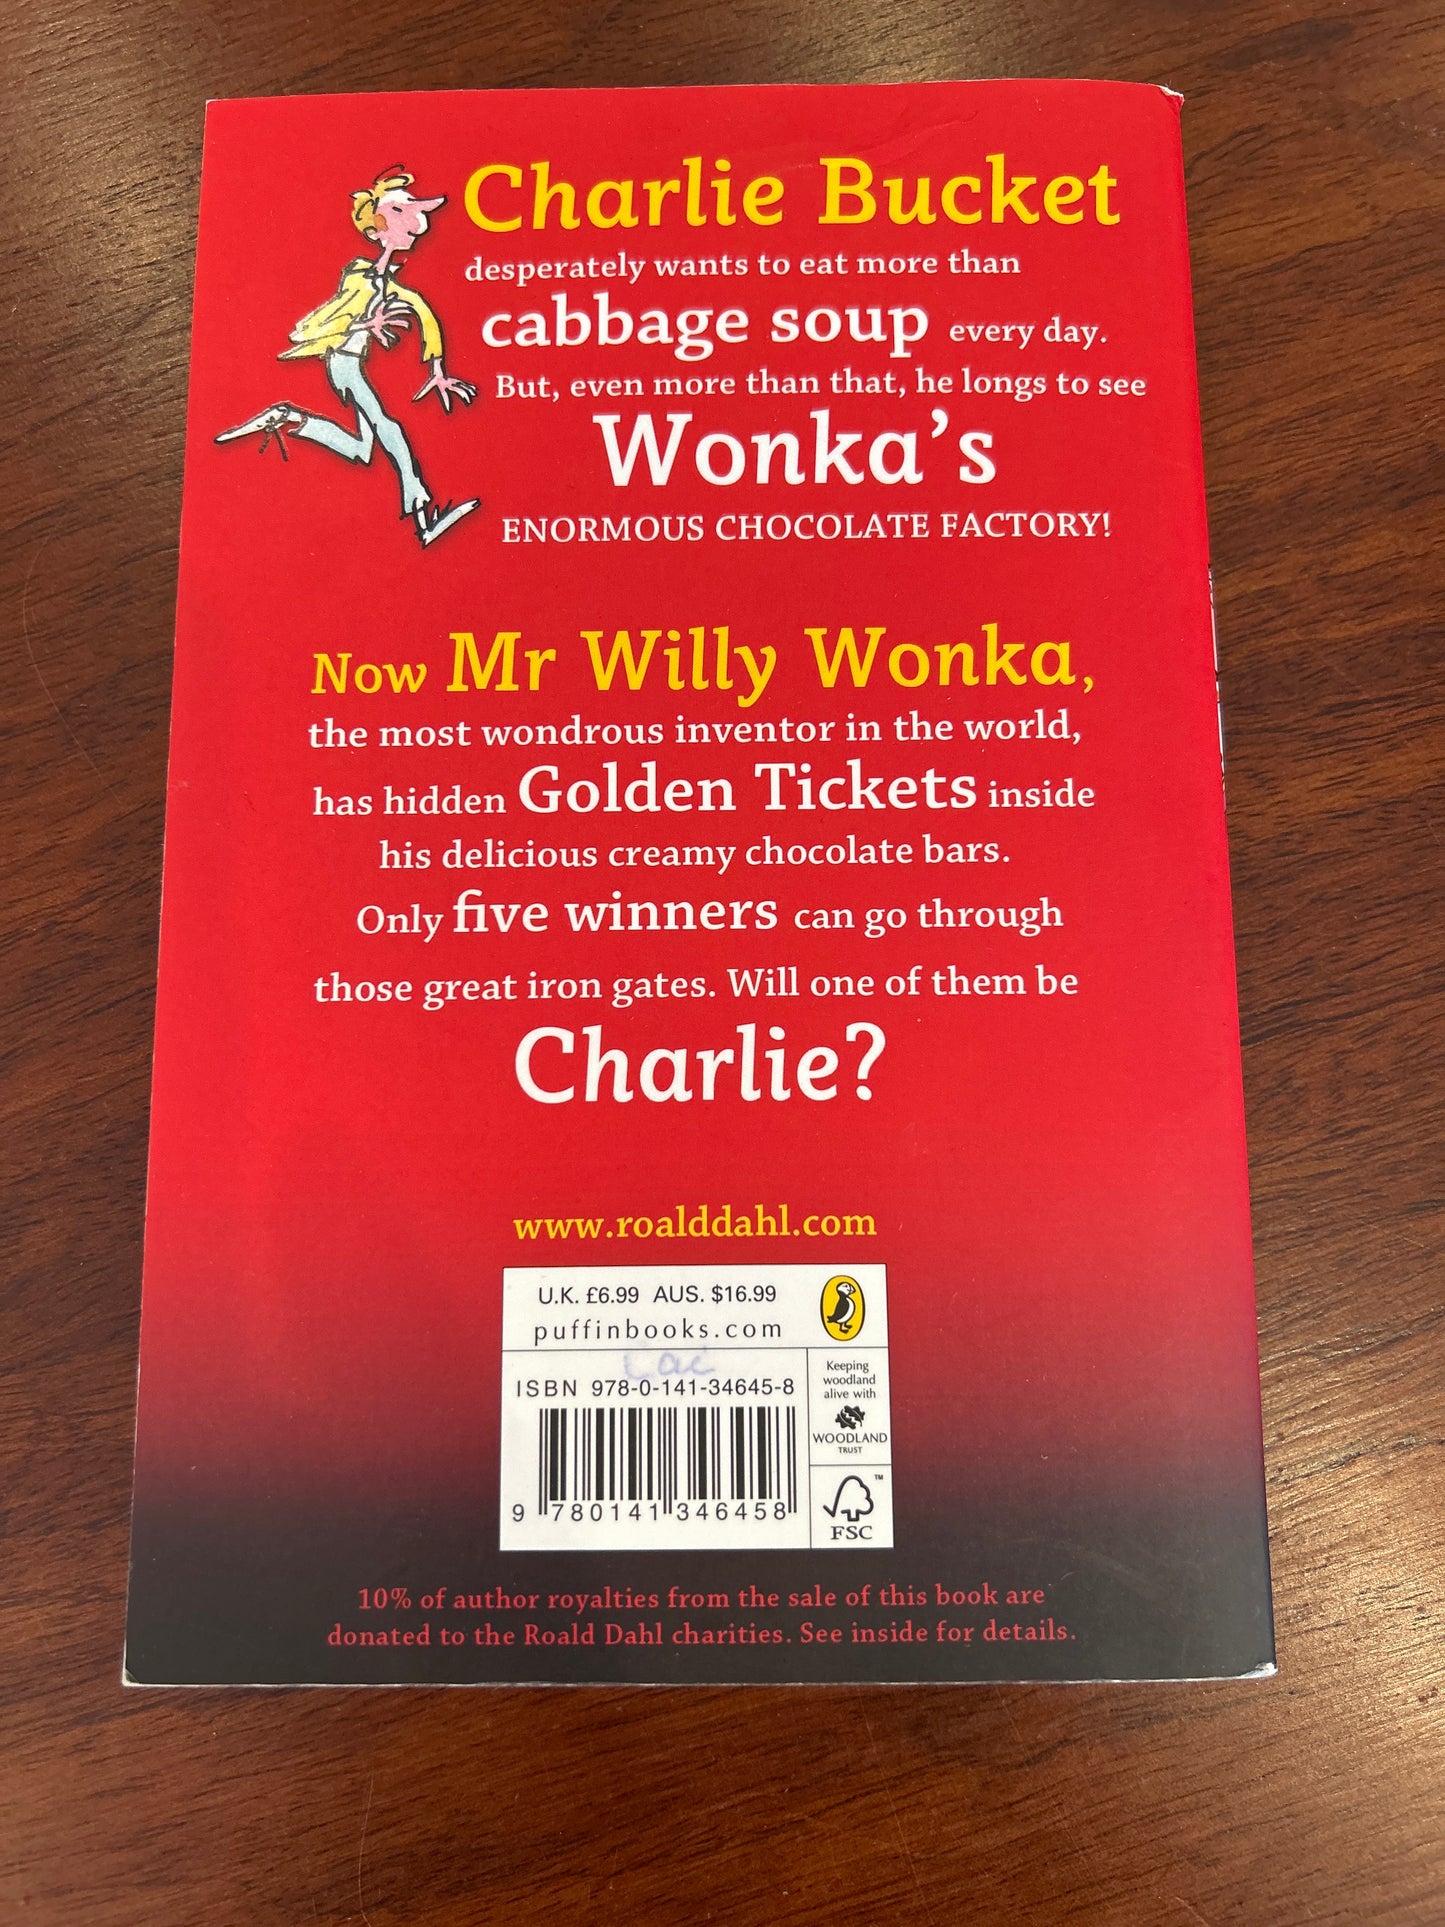 Charlie Bucket
desperately wants to eat more than
cabbage soup every day.
But, even more than that, he longs to see
Wonka's
ENORMOUS CHOCOLATE FACTORY!
Now Mr Willy Wonka,
the most wondrous inventor in the world,
has hidden Golden Tickets inside
his delicious creamy chocolate bars.
Only five winners can go through
those great iron gates. Will one of them be
Charlie?
www.roalddahl.com
U.K. £6.99 AUS. $16.99
puffinbooks.com
ISBN 978-0-141-34645-8
9 780141 346458
Keeping
woodland
alive with
WOODLAND
TRUST
™
FSC
10% of author royalties from the sale of this book are
donated to the Roald Dahl charities. See inside for details.